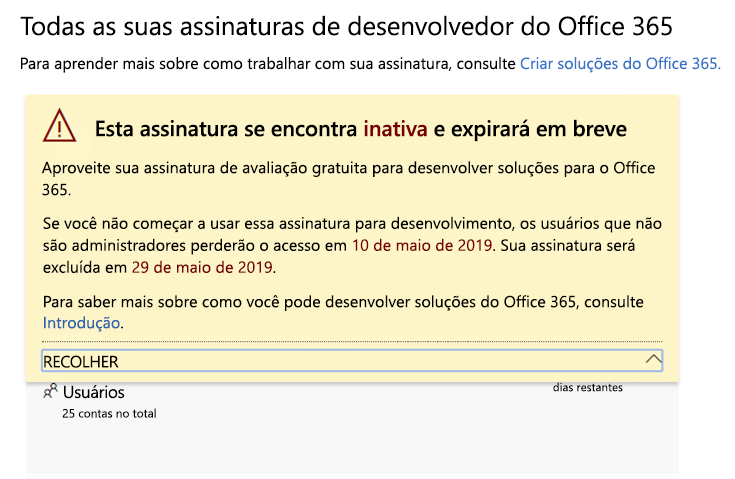 Todas as suas assinaturas de desenvolvedor do Office 365
Para aprender mais sobre como trabalhar com sua assinatura, consulte Criar soluções do Office 365.
Esta assinatura se encontra inativa e expirará em breve
Aproveite sua assinatura de avaliação gratuita para desenvolver soluções para o Office
365.
Se você não começar a usar essa assinatura para desenvolvimento, os usuários que não
são administradores perderão o acesso em 10 de maio de 2019. Sua assinatura será
excluída em 29 de maio de 2019.
Para saber mais sobre como você pode desenvolver soluções do Office 365, consulte
Introdução.
RECOLHER
Usuários
dias restantes
25 contas no total